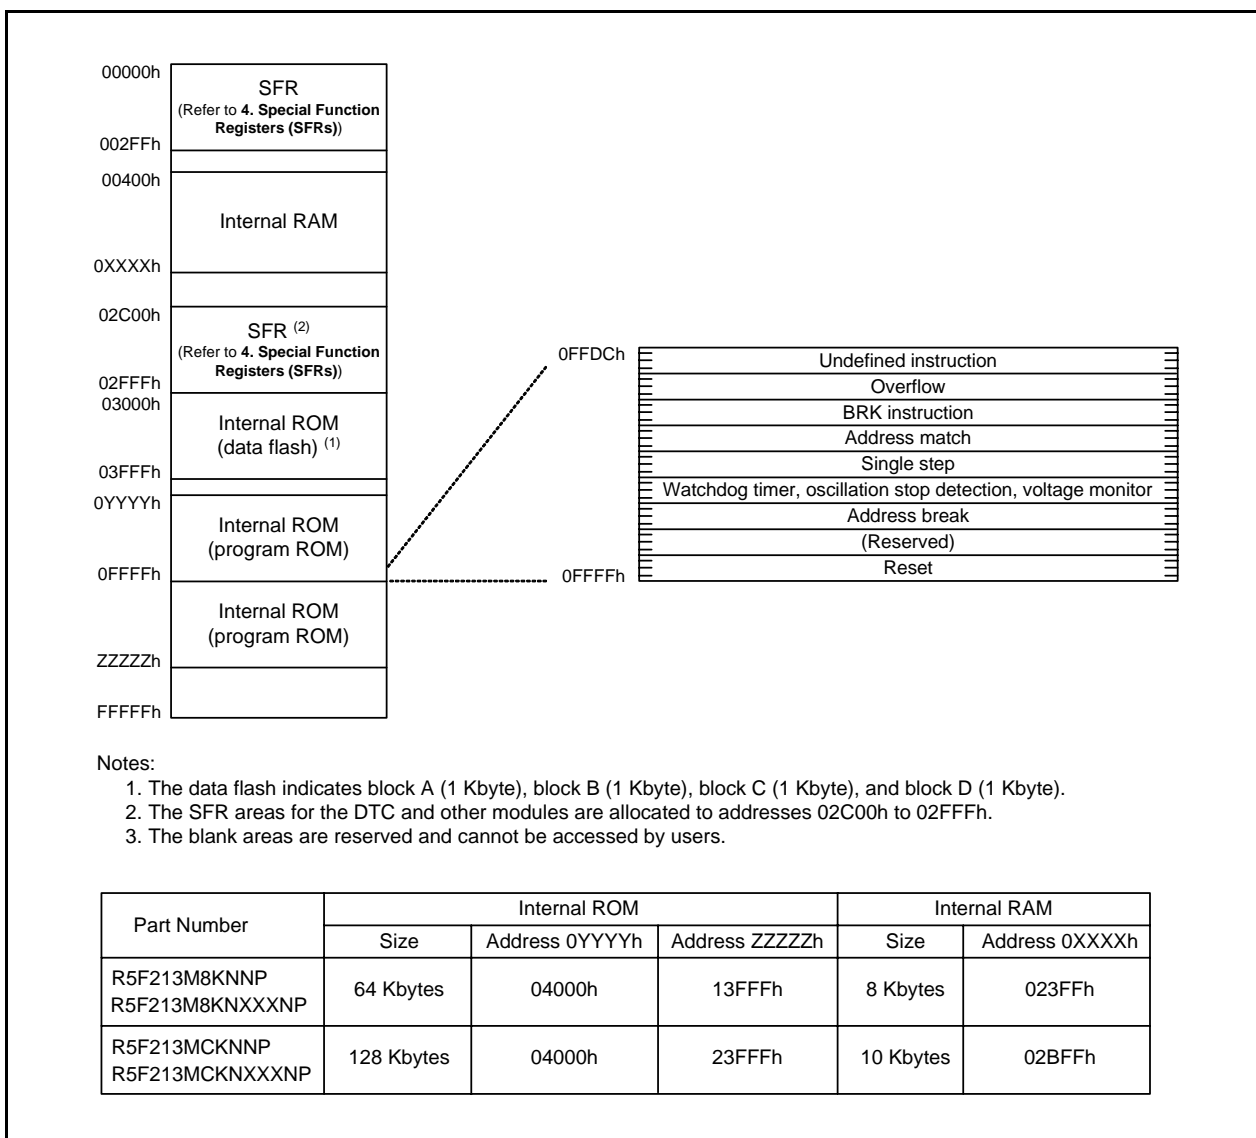 00000h
SFR
(Refer to 4. Special Function
Registers (SFRs))
002FFh
00400h
Internal RAM
0XXXXh
02C00h
SFR (2)
(Refer to 4. Special Function
Registers (SFRs))
02FFFh
03000h
Internal ROM
(data flash) (1)
03FFFh
0YYYYh
Internal ROM
(program ROM)
0FFFFh
Internal ROM
(program ROM)
ZZZZZh
FFFFFh
0FFDCh
Undefined instruction
Overflow
BRK instruction
Address match
Single step
Watchdog timer, oscillation stop detection, voltage monitor
Address break
(Reserved)
0FFFFh
Reset
Notes:
1. The data flash indicates block A (1 Kbyte), block B (1 Kbyte), block C (1 Kbyte), and block D (1 Kbyte).
2. The SFR areas for the DTC and other modules are allocated to addresses 02C00h to 02FFFh.
3. The blank areas are reserved and cannot be accessed by users.
Part Number
Internal ROM
Internal RAM
Size
Address 0YYYYh
Address ZZZZZh
Size
Address 0XXXXh
R5F213M8KNNP
R5F213M8KNXXXNP
64 Kbytes
04000h
13FFFh
8 Kbytes
023FFh
R5F213MCKNNP
R5F213MCKNXXXNP
128 Kbytes
04000h
23FFFh
10 Kbytes
02BFFh